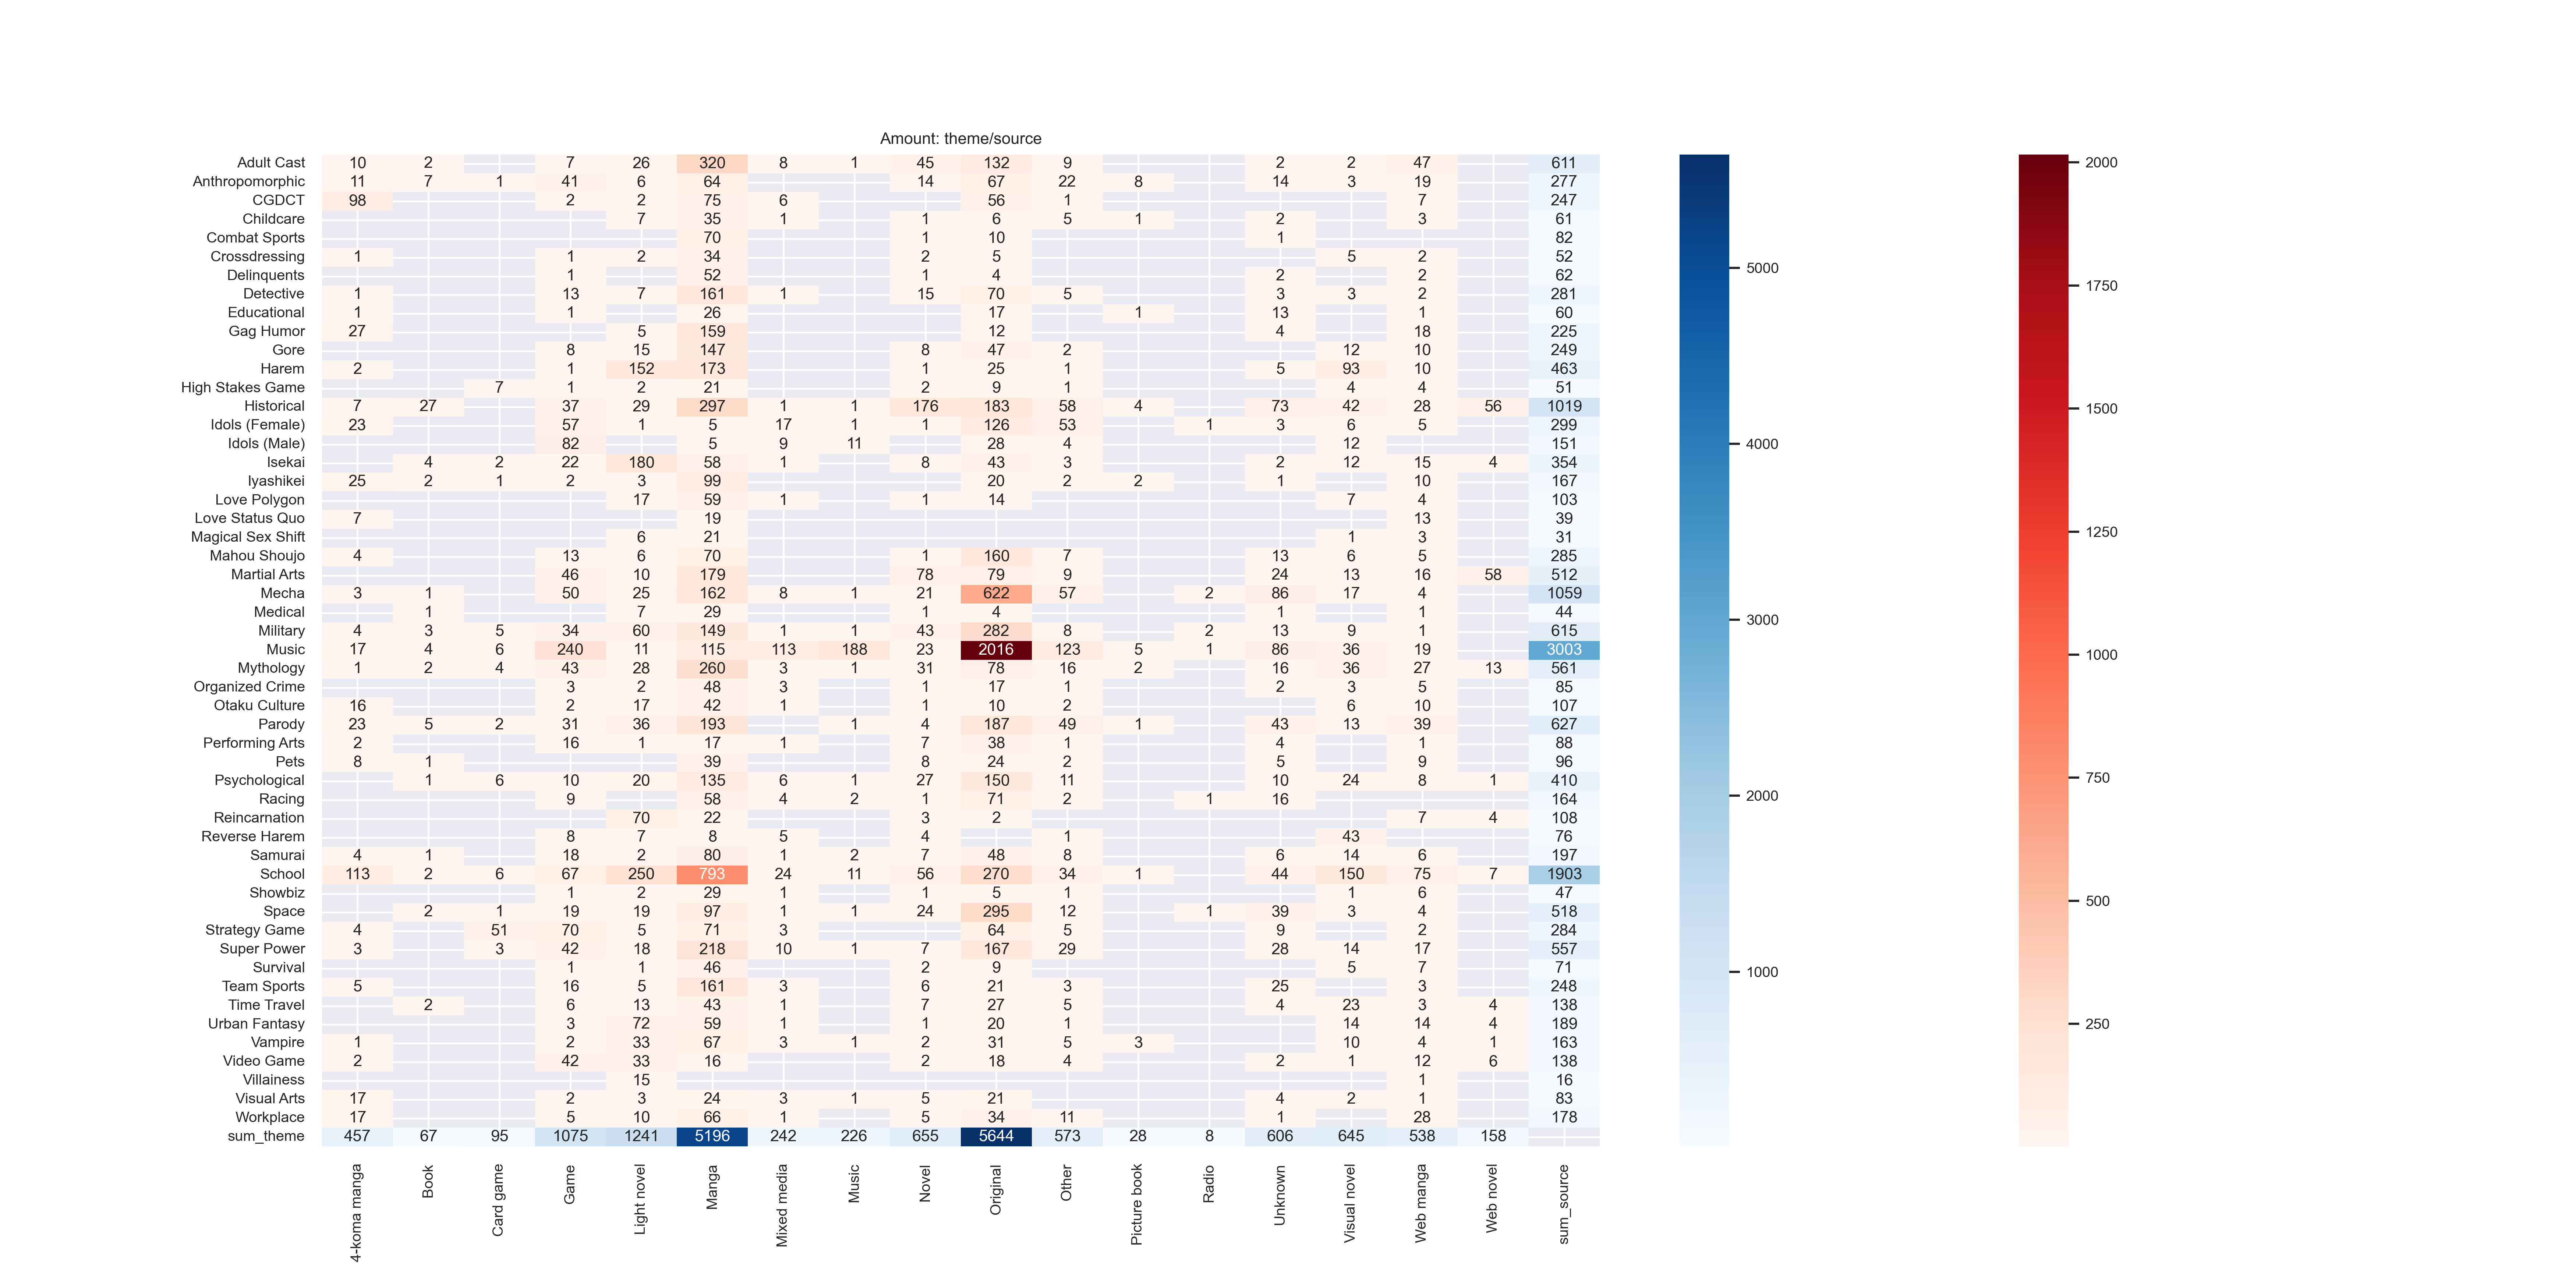 Amount: theme/source
Adult Cast 10 2 7 26 320 8 1 45 132 9 2 2 47 611
Anthropomorphic 11 7 1 41 6 64 14 67 22 8 14 3 19 277
CGDCT 98 2 2 75 6 56 1 7 247
Childcare 7 35 1 1 6 5 1 2 3 61
Combat Sports 70 1 10 1 82
Crossdressing 1 1 2 34 2 5 5 2 52
Delinquents 1 52 1 4 2 2 62
Detective 1 13 7 161 1 15 70 5 3 3 2 281
Educational 1 1 26 17 1 13 1 60
Gag Humor 27 5 159 12 4 18 225
Gore 8 15 147 8 47 2 12 10 249
Harem 2 1 152 173 1 25 1 5 93 10 463
High Stakes Game 7 1 2 21 2 9 1 4 4 51
Historical 7 27 37 29 297 1 1 176 183 58 4 73 42 28 56 1019
Idols (Female) 23 57 1 5 17 1 1 126 53 1 3 6 5 299
Idols (Male) 82 5 9 11 28 4 12 151
Isekai 4 2 22 180 58 1 8 43 3 2 12 15 4 354
Iyashikei 25 2 1 2 3 99 20 2 2 1 10 167
Love Polygon 17 59 1 1 14 7 4 103
Love Status Quo 7 19 13 39
Magical Sex Shift 6 21 1 3 31
Mahou Shoujo 4 13 6 70 1 160 7 13 6 5 285
Martial Arts 46 10 179 78 79 9 24 13 16 58 512
Mecha 3 1 50 25 162 8 1 21 622 57 2 86 17 4 1059
Medical 1 7 29 1 4 1 1 44
Military 4 3 5 34 60 149 1 1 43 282 8 2 13 9 1 615
Music 17 4 6 240 11 115 113 188 23 2016 123 5 1 86 36 19 3003
Mythology 1 2 4 43 28 260 3 1 31 78 16 2 16 36 27 13 561
Organized Crime 3 2 48 3 1 17 1 2 3 5 85
Otaku Culture 16 2 17 42 1 1 10 2 6 10 107
Parody 23 5 2 31 36 193 1 4 187 49 1 43 13 39 627
Performing Arts 2 16 1 17 1 7 38 1 4 1 88
Pets 8 1 39 8 24 2 5 9 96
Psychological 1 6 10 20 135 6 1 27 150 11 10 24 8 1 410
Racing 9 58 4 2 1 71 2 1 16 164
Reincarnation 70 22 3 2 7 4 108
Reverse Harem 8 7 8 5 4 1 43 76
Samurai 4 1 18 2 80 1 2 7 48 8 6 14 6 197
School 113 2 6 67 250 793 24 11 56 270 34 1 44 150 75 7 1903
Showbiz 1 2 29 1 1 5 1 1 6 47
Space 2 1 19 19 97 1 1 24 295 12 1 39 3 4 518
Strategy Game 4 51 70 5 71 3 64 5 9 2 284
Super Power 3 3 42 18 218 10 1 7 167 29 28 14 17 557
Survival 1 1 46 2 9 5 7 71
Team Sports 5 16 5 161 3 6 21 3 25 3 248
Time Travel 2 6 13 43 1 7 27 5 4 23 3 4 138
Urban Fantasy 3 72 59 1 1 20 1 14 14 4 189
Vampire 1 2 33 67 3 1 2 31 5 3 10 4 1 163
Video Game 2 42 33 16 2 18 4 2 1 12 6 138
Villainess 15 1 16
Visual Arts 17 2 3 24 3 1 5 21 4 2 1 83
Workplace 17 5 10 66 1 5 34 11 1 28 178
sum_theme 457 67 95 1075 1241 5196 242 226 655 5644 573 28 8 606 645 538 158
4-koma manga
Book
Card game
Game
Light novel
Manga
Mixed media
Music
Novel
Original
Other
Picture book
Radio
Unknown
Visual novel
Web manga
Web novel
sum_source
5000
4000
3000
2000
1000
2000
1750
1500
1250
1000
750
500
250